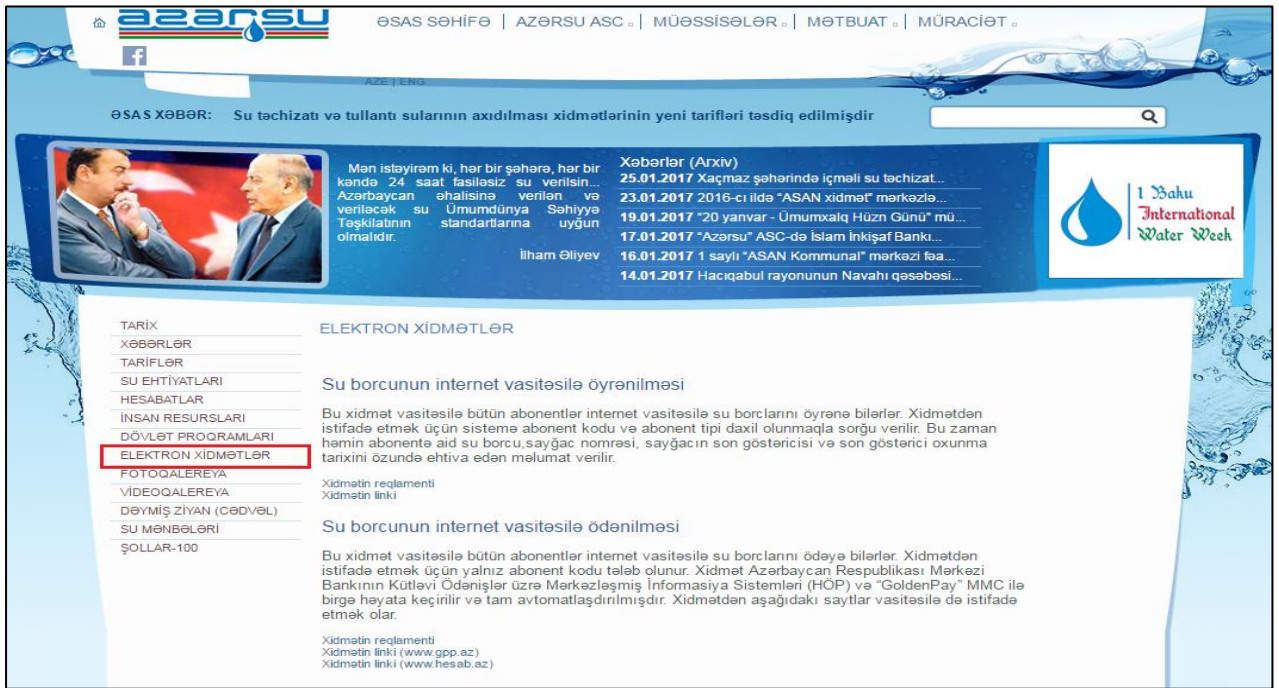 azərsu
ƏSAS SƏHİFƏ | AZƏRSU ASC | MÜƏSSİSƏLƏR | MƏTBUAT | MÜRACİƏT
f
AZE | ENG
ƏSAS XƏBƏR: Su təchizatı və tullantı sularının axıdılması xidmətlərinin yeni tarifləri təsdiq edilmişdir
Mən istəyirəm ki, hər bir şəhərə, hər bir
kəndə 24 saat fasiləsiz su verilsin...
Azərbaycan əhalisinə verilən və
veriləcək su Ümumdünya Səhiyyə
Təşkilatının standartlarına uyğun
olmalıdır.
İlham Əliyev
Xəbərlər (Arxiv)
25.01.2017 Xaçmaz şəhərində içməli su təchizat...
23.01.2017 2016-cı ildə “ASAN xidmət” mərkəzlə...
19.01.2017 “20 yanvar - Ümumxalq Hüzn Günü” mü...
17.01.2017 “Azərsu” ASC-də İslam İnkişaf Bankı...
16.01.2017 1 saylı “ASAN Kommunal” mərkəzi fəa...
14.01.2017 Hacıqabul rayonunun Navahı qəsəbəsi...
1 Baku
International
Water Week
TARİX
XƏBƏRLƏR
TARİFLƏR
SU EHTİYATLARI
HESABATLAR
İNSAN RESURSLARI
DÖVLƏT PROQRAMLARI
ELEKTRON XİDMƏTLƏR
FOTOQALEREYA
VİDEOQALEREYA
DƏYMİŞ ZİYAN (CƏDVƏL)
SU MƏNBƏLƏRİ
ŞOLLAR-100
ELEKTRON XİDMƏTLƏR
Su borcunun internet vasitəsilə öyrənilməsi
Bu xidmət vasitəsilə bütün abonentlər internet vasitəsilə su borclarını öyrənə bilərlər. Xidmətdən
istifadə etmək üçün sistemə abonent kodu və abonent tipi daxil olunmaqla sorğu verilir. Bu zaman
həmin abonentə aid su borcu,sayğac nomrəsi, sayğacın son göstəricisi və son göstərici oxunma
tarixini özundə ehtiva edən məlumat verilir.
Xidmətin reqlamenti
Xidmətin linki
Su borcunun internet vasitəsilə ödənilməsi
Bu xidmət vasitəsilə bütün abonentlər internet vasitəsilə su borclarını ödəyə bilərlər. Xidmətdən
istifadə etmək üçün yalnız abonent kodu tələb olunur. Xidmət Azərbaycan Respublikası Mərkəzi
Bankının Kütləvi Ödənişlər üzrə Mərkəzləşmiş İnformasiya Sistemləri (HÖP) və “GoldenPay” MMC ilə
birgə həyata keçirilir və tam avtomatlaşdırılmışdır. Xidmətdən aşağıdakı saytlar vasitəsilə də istifadə
etmək olar.
Xidmətin reqlamenti
Xidmətin linki (www.gpp.az)
Xidmətin linki (www.hesab.az)